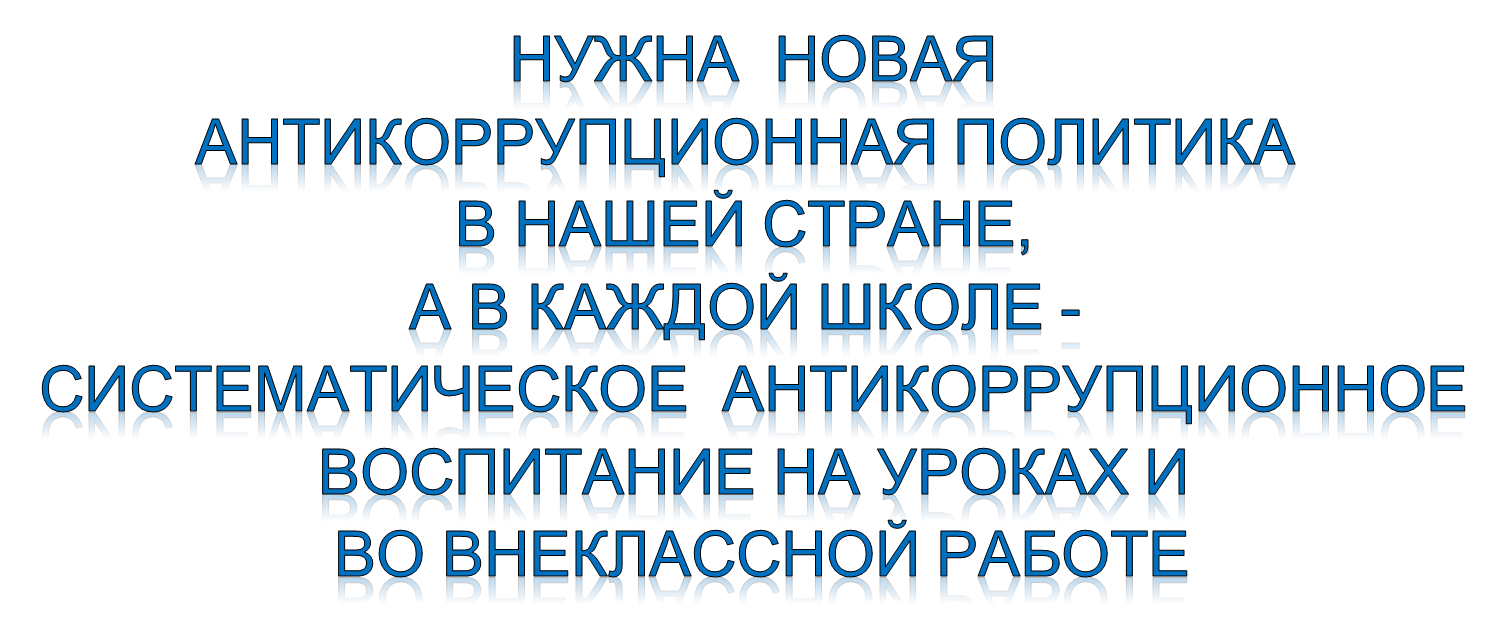 НУЖНА НОВАЯ
АНТИКОРРУПЦИОННАЯ ПОЛИТИКА
В НАШЕЙ СТРАНЕ,
А В КАЖДОЙ ШКОЛЕ -
СИСТЕМАТИЧЕСКОЕ АНТИКОРРУПЦИОННОЕ
ВОСПИТАНИЕ НА УРОКАХ И
ВО ВНЕКЛАССНОЙ РАБОТЕ